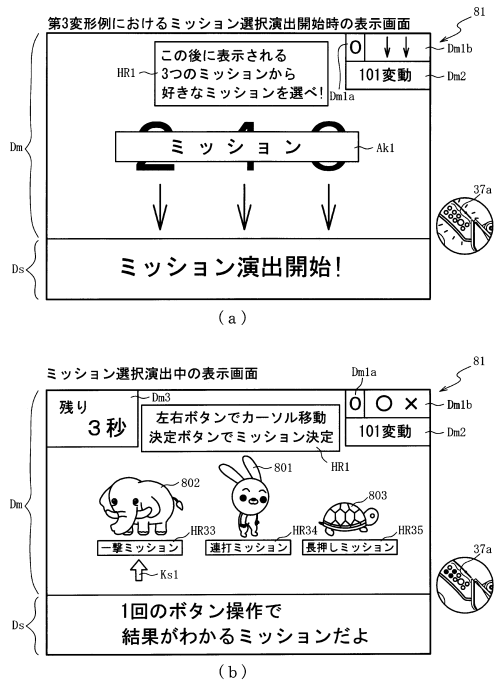 第3変形例におけるミッション選択演出開始時の表示画面
81
この後に表示される
3つのミッションから
好きなミッションを選べ!
HR1
0
Dm1a
Dm1b
101変動
Dm2
Dm
2 4 8
ミッション
Ak1
37a
Ds
ミッション演出開始!
(a)
ミッション選択演出中の表示画面
81
残り
3秒
Dm3
左右ボタンでカーソル移動
決定ボタンでミッション決定
HR1
Dm1a
0
○ ×
Dm1b
101変動
Dm2
Dm
802
801
803
HR33
HR34
HR35
一撃ミッション
連打ミッション
長押しミッション
Ks1
37a
Ds
1回のボタン操作で
結果がわかるミッションだよ
(b)